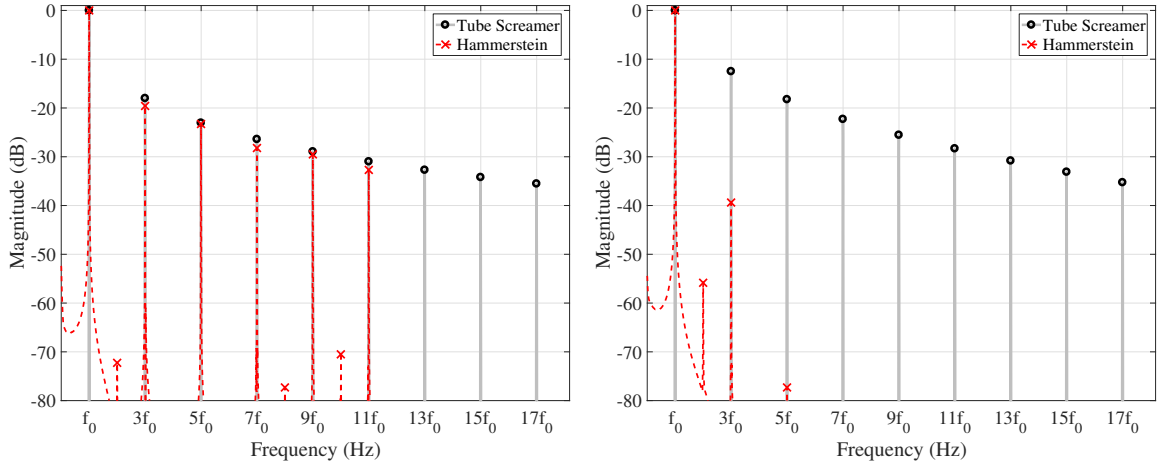 0
-10
-20
-30
-40
-50
-60
-70
-80
Magnitude (dB)
f0
3f0
5f0
7f0
9f0
11f0
13f0
15f0
17f0
Frequency (Hz)
Tube Screamer
Hammerstein
0
-10
-20
-30
-40
-50
-60
-70
-80
Magnitude (dB)
f0
3f0
5f0
7f0
9f0
11f0
13f0
15f0
17f0
Frequency (Hz)
Tube Screamer
Hammerstein